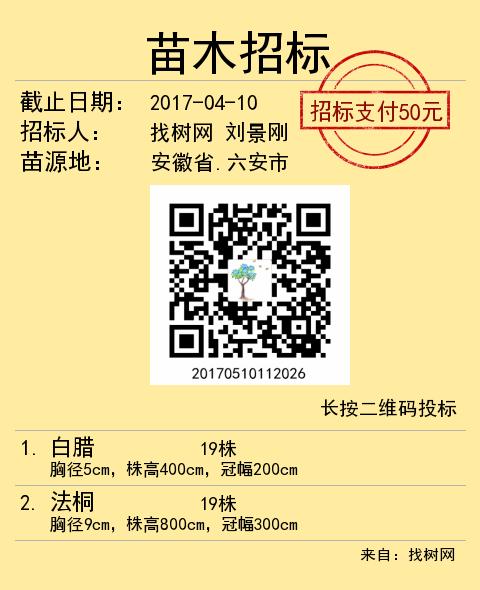 苗木招标
截止日期： 2017-04-10
招标支付50元
招标人： 找树网 刘景刚
苗源地： 安徽省.六安市
20170510112026
长按二维码投标
1. 白腊 19株
胸径5cm，株高400cm，冠幅200cm
2. 法桐 19株
胸径9cm，株高800cm，冠幅300cm
来自：找树网